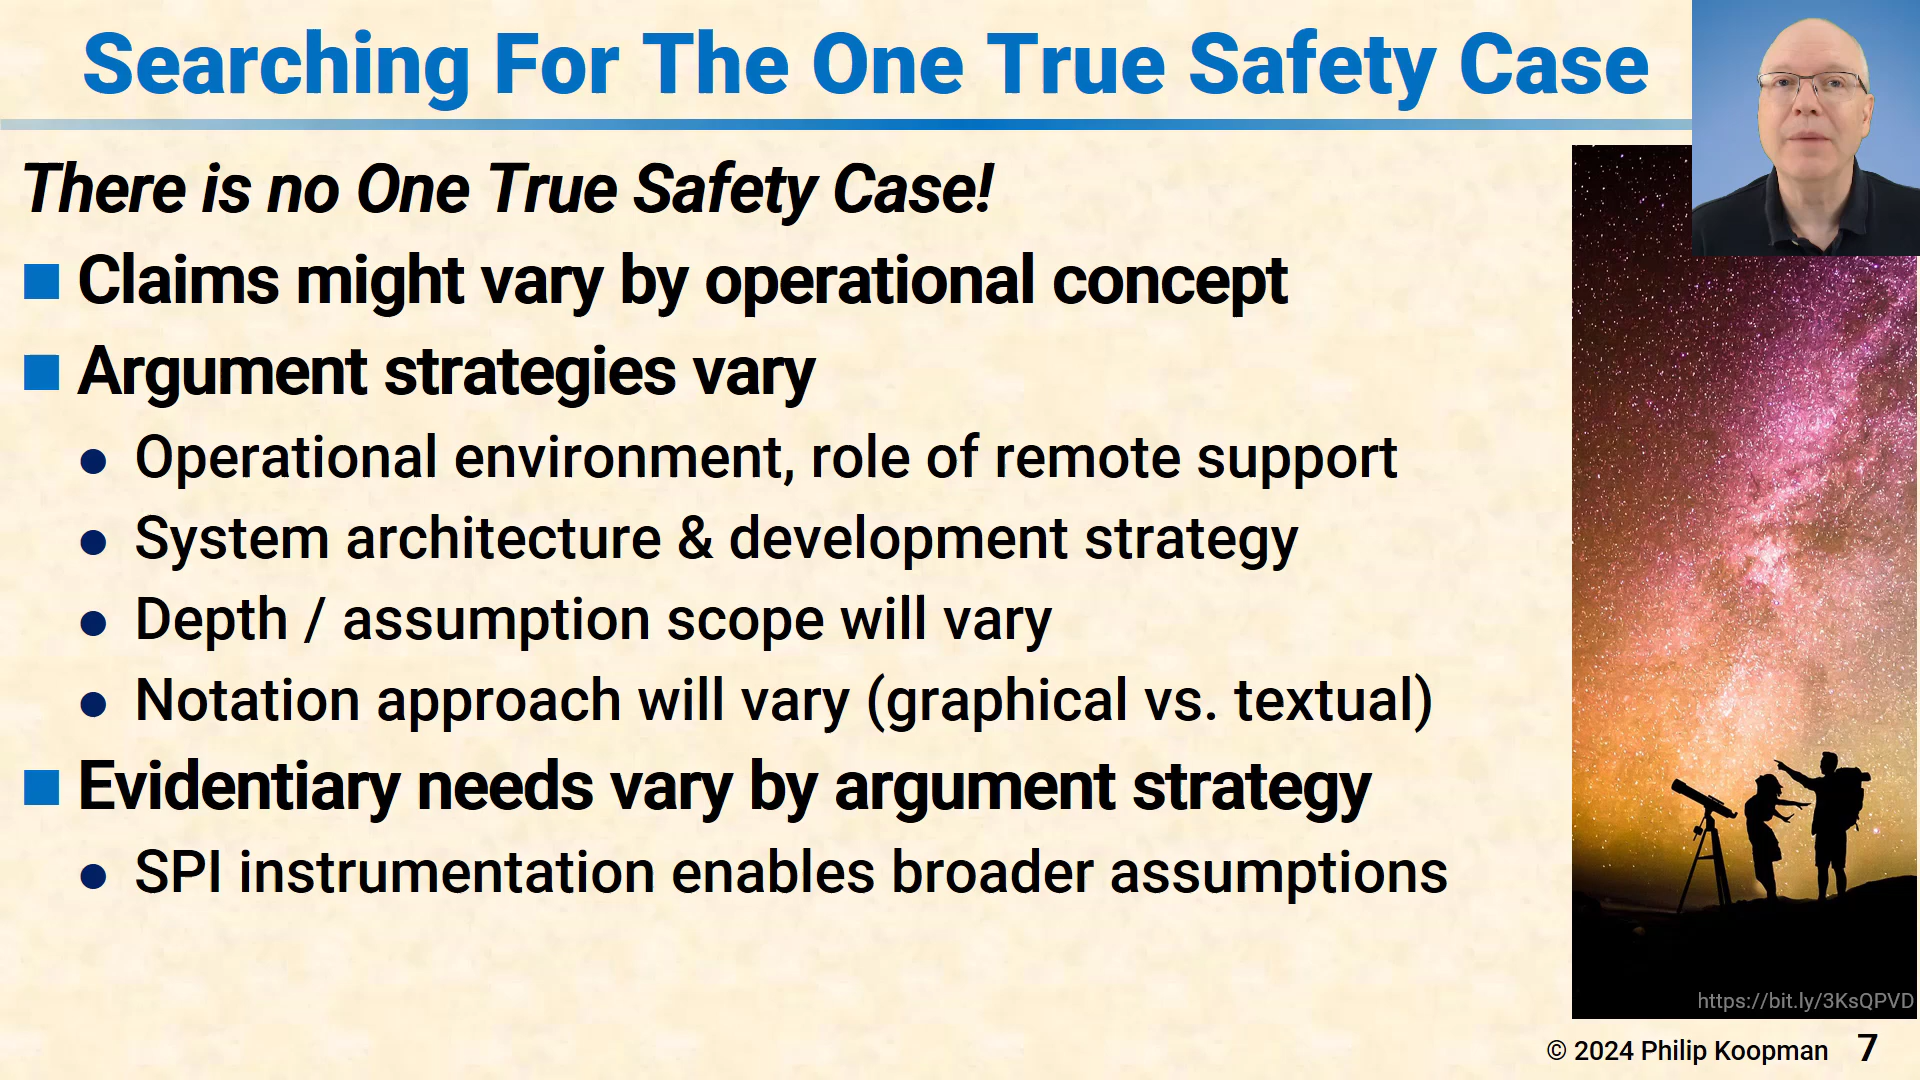 Searching For The One True Safety Case
There is no One True Safety Case!
Claims might vary by operational concept
Argument strategies vary
Operational environment, role of remote support
System architecture & development strategy
Depth / assumption scope will vary
Notation approach will vary (graphical vs. textual)
Evidentiary needs vary by argument strategy
SPI instrumentation enables broader assumptions
https://bit.ly/3KsQPVD
© 2024 Philip Koopman 7